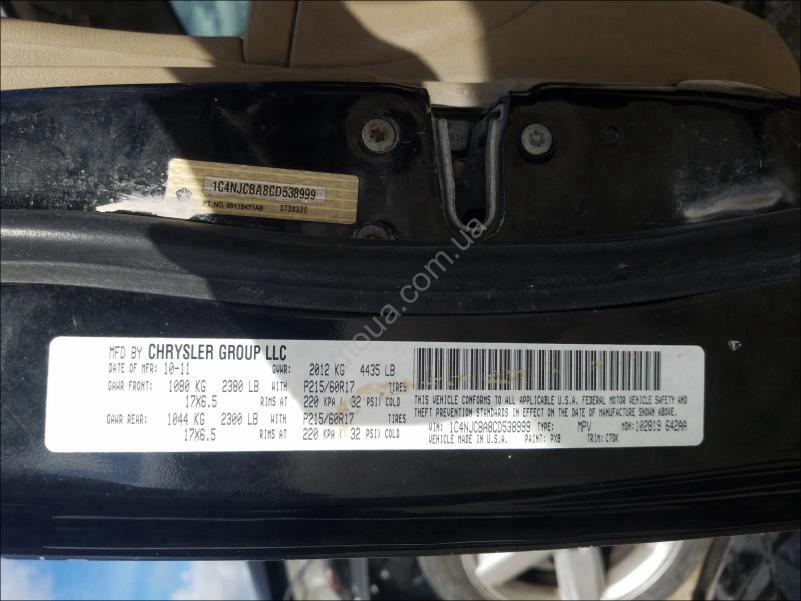 1C4NJCBA8CD538999
PT NO. 05115471AB 3738330
MFD BY CHRYSLER GROUP LLC
DATE OF MFR: 10-11 GVWR: 2012 KG 4435 LB
GAWR FRONT: 1080 KG 2380 LB WITH P215/60R17 TIRES
17X6.5 RIMS AT 220 KPA ( 32 PSI) COLD
GAWR REAR: 1044 KG 2300 LB WITH P215/60R17 TIRES
17X6.5 RIMS AT 220 KPA ( 32 PSI) COLD
THIS VEHICLE CONFORMS TO ALL APPLICABLE U.S.A. FEDERAL MOTOR VEHICLE SAFETY AND
THEFT PREVENTION STANDARDS IN EFFECT ON THE DATE OF MANUFACTURE SHOWN ABOVE.
VIN: 1C4NJCBA8CD538999 TYPE: MPV MDH: 102819 642AA
VEHICLE MADE IN U.S.A. PAINT: PX8 TRIM: C7DK